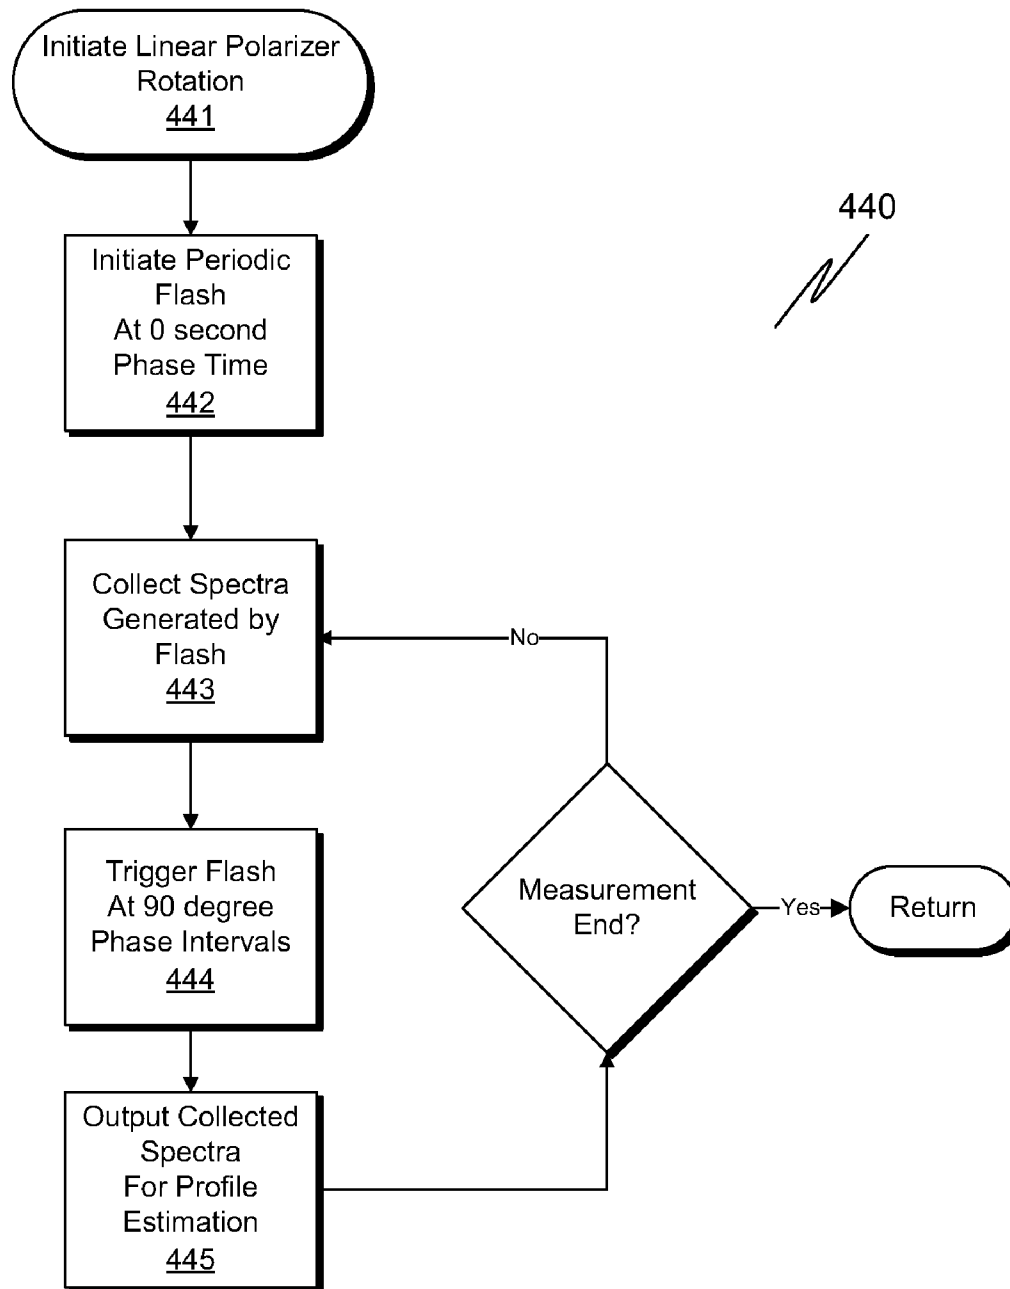 Initiate Linear Polarizer
Rotation
441
440
Initiate Periodic
Flash
At 0 second
Phase Time
442
Collect Spectra
Generated by
Flash
443
No
Trigger Flash
At 90 degree
Phase Intervals
444
Measurement
End?
Yes
Return
Output Collected
Spectra
For Profile
Estimation
445